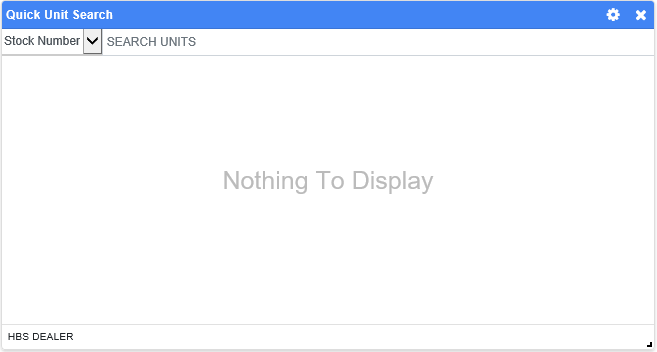 Quick Unit Search
Stock Number SEARCH UNITS
Nothing To Display
HBS DEALER